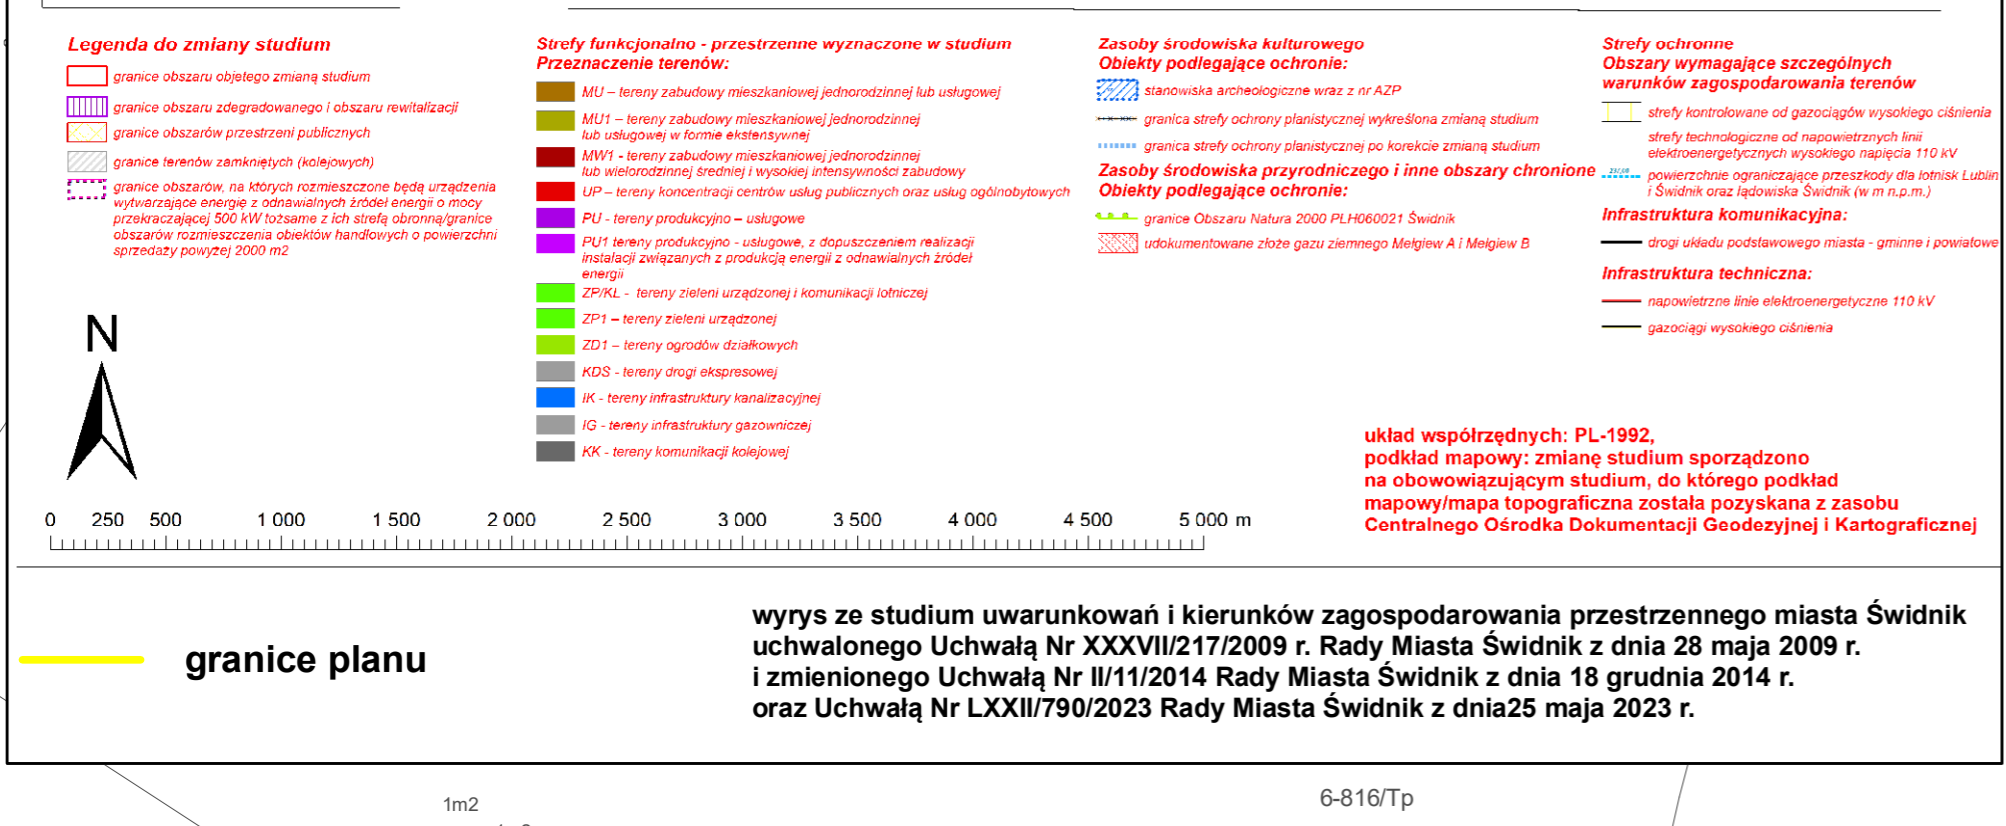 Legenda do zmiany studium
granice obszaru objetego zmianą studium
granice obszaru zdegradowanego i obszaru rewitalizacji
granice obszarów przestrzeni publicznych
granice terenów zamkniętych (kolejowych)
granice obszarów, na których rozmieszczone będą urządzenia
wytwarzające energię z odnawialnych źródeł energii o mocy
przekraczającej 500 kW tożsame z ich strefą obronną/granice
obszarów rozmieszczenia obiektów handlowych o powierzchni
sprzedaży powyżej 2000 m2
N
Strefy funkcjonalno - przestrzenne wyznaczone w studium
Przeznaczenie terenów:
MU – tereny zabudowy mieszkaniowej jednorodzinnej lub usługowej
MU1 – tereny zabudowy mieszkaniowej jednorodzinnej
lub usługowej w formie ekstensywnej
MW1 - tereny zabudowy mieszkaniowej jednorodzinnej
lub wielorodzinnej średniej i wysokiej intensywności zabudowy
UP – tereny koncentracji centrów usług publicznych oraz usług ogólnobytowych
PU - tereny produkcyjno – usługowe
PU1 tereny produkcyjno - usługowe, z dopuszczeniem realizacji
instalacji związanych z produkcją energii z odnawialnych źródeł
energii
ZP/KL - tereny zieleni urządzonej i komunikacji lotniczej
ZP1 – tereny zieleni urządzonej
ZD1 – tereny ogrodów działkowych
KDS - tereny drogi ekspresowej
IK - tereny infrastruktury kanalizacyjnej
IG - tereny infrastruktury gazowniczej
KK - tereny komunikacji kolejowej
Zasoby środowiska kulturowego
Obiekty podlegające ochronie:
stanowiska archeologiczne wraz z nr AZP
granica strefy ochrony planistycznej wykreślona zmianą studium
granica strefy ochrony planistycznej po korekcie zmianą studium
Zasoby środowiska przyrodniczego i inne obszary chronione
Obiekty podlegające ochronie:
granice Obszaru Natura 2000 PLH060021 Świdnik
udokumentowane złoże gazu ziemnego Mełgiew A i Mełgiew B
Strefy ochronne
Obszary wymagające szczególnych
warunków zagospodarowania terenów
strefy kontrolowane od gazociągów wysokiego ciśnienia
strefy technologiczne od napowietrznych linii
elektroenergetycznych wysokiego napięcia 110 kV
powierzchnie ograniczające przeszkody dla lotnisk Lublin
i Świdnik oraz lądowiska Świdnik (w m n.p.m.)
Infrastruktura komunikacyjna:
drogi układu podstawowego miasta - gminne i powiatowe
Infrastruktura techniczna:
napowietrzne linie elektroenergetyczne 110 kV
gazociągi wysokiego ciśnienia
układ współrzędnych: PL-1992,
podkład mapowy: zmianę studium sporządzono
na obowowiązującym studium, do którego podkład
mapowy/mapa topograficzna została pozyskana z zasobu
Centralnego Ośrodka Dokumentacji Geodezyjnej i Kartograficznej
0 250 500 1 000 1 500 2 000 2 500 3 000 3 500 4 000 4 500 5 000 m
granice planu
wyrys ze studium uwarunkowań i kierunków zagospodarowania przestrzennego miasta Świdnik
uchwalonego Uchwałą Nr XXXVII/217/2009 r. Rady Miasta Świdnik z dnia 28 maja 2009 r.
i zmienionego Uchwałą Nr II/11/2014 Rady Miasta Świdnik z dnia 18 grudnia 2014 r.
oraz Uchwałą Nr LXXII/790/2023 Rady Miasta Świdnik z dnia25 maja 2023 r.
1m2
6-816/Tp